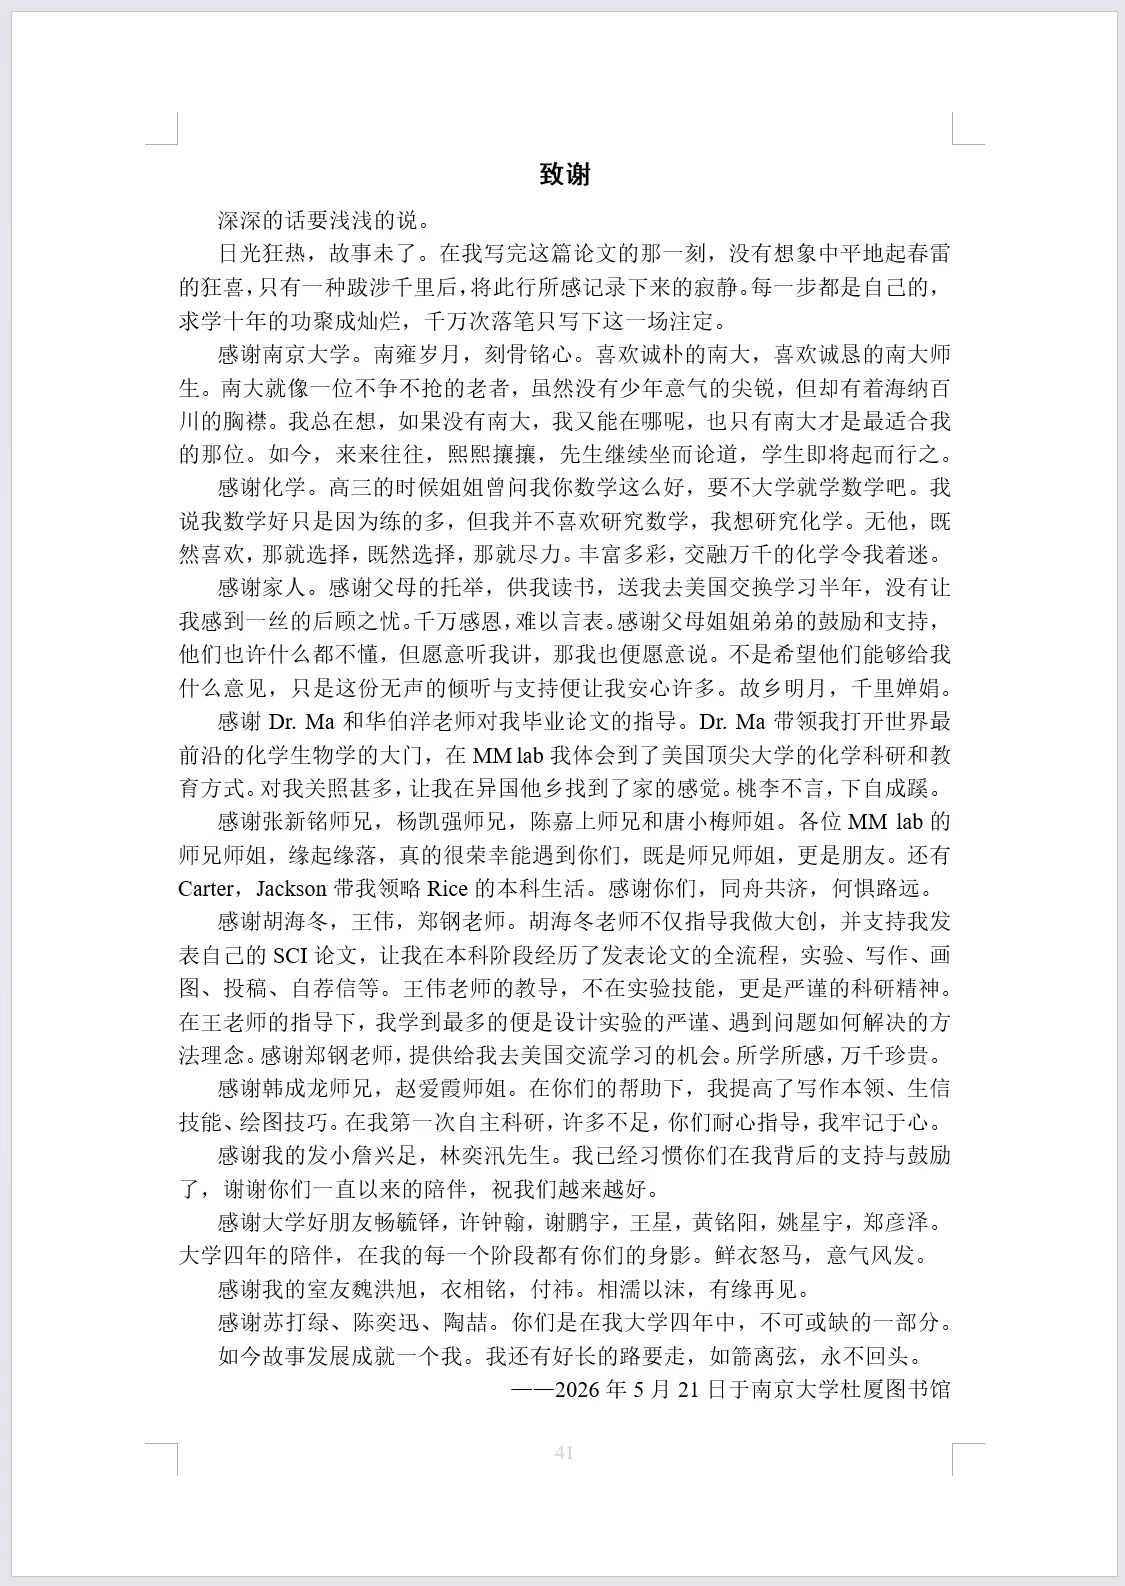 致谢
深深的话要浅浅的说。
日光狂热，故事未了。在我写完这篇论文的那一刻，没有想象中平地起春雷
的狂喜，只有一种跋涉千里后，将此行所感记录下来的寂静。每一步都是自己的，
求学十年的功聚成灿烂，千万次落笔只写下这一场注定。
感谢南京大学。南雍岁月，刻骨铭心。喜欢诚朴的南大，喜欢诚恳的南大师
生。南大就像一位不争不抢的老者，虽然没有少年意气的尖锐，但却有着海纳百
川的胸襟。我总在想，如果没有南大，我又能在哪呢，也只有南大才是最适合我
的那位。如今，来来往往，熙熙攘攘，先生继续坐而论道，学生即将起而行之。
感谢化学。高三的时候姐姐曾问我你数学这么好，要不大学就学数学吧。我
说我数学好只是因为练的多，但我并不喜欢研究数学，我想研究化学。无他，既
然喜欢，那就选择，既然选择，那就尽力。丰富多彩，交融万千的化学令我着迷。
感谢家人。感谢父母的托举，供我读书，送我去美国交换学习半年，没有让
我感到一丝的后顾之忧。千万感恩，难以言表。感谢父母姐姐弟弟的鼓励和支持，
他们也许什么都不懂，但愿意听我讲，那我也便愿意说。不是希望他们能够给我
什么意见，只是这份无声的倾听与支持便让我安心许多。故乡明月，千里婵娟。
感谢 Dr. Ma 和华伯洋老师对我毕业论文的指导。Dr. Ma 带领我打开世界最
前沿的化学生物学的大门，在 MM lab 我体会到了美国顶尖大学的化学科研和教
育方式。对我关照甚多，让我在异国他乡找到了家的感觉。桃李不言，下自成蹊。
感谢张新铭师兄，杨凯强师兄，陈嘉上师兄和唐小梅师姐。各位 MM lab 的
师兄师姐，缘起缘落，真的很荣幸能遇到你们，既是师兄师姐，更是朋友。还有
Carter，Jackson 带我领略 Rice 的本科生活。感谢你们，同舟共济，何惧路远。
感谢胡海冬，王伟，郑钢老师。胡海冬老师不仅指导我做大创，并支持我发
表自己的 SCI 论文，让我在本科阶段经历了发表论文的全流程，实验、写作、画
图、投稿、自荐信等。王伟老师的教导，不在实验技能，更是严谨的科研精神。
在王老师的指导下，我学到最多的便是设计实验的严谨、遇到问题如何解决的方
法理念。感谢郑钢老师，提供给我去美国交流学习的机会。所学所感，万千珍贵。
感谢韩成龙师兄，赵爱霞师姐。在你们的帮助下，我提高了写作本领、生信
技能、绘图技巧。在我第一次自主科研，许多不足，你们耐心指导，我牢记于心。
感谢我的发小詹兴足，林奕汛先生。我已经习惯你们在我背后的支持与鼓励
了，谢谢你们一直以来的陪伴，祝我们越来越好。
感谢大学好朋友畅毓铎，许钟翰，谢鹏宇，王星，黄铭阳，姚星宇，郑彦泽。
大学四年的陪伴，在我的每一个阶段都有你们的身影。鲜衣怒马，意气风发。
感谢我的室友魏洪旭，衣相铭，付祎。相濡以沫，有缘再见。
感谢苏打绿、陈奕迅、陶喆。你们是在我大学四年中，不可或缺的一部分。
如今故事发展成就一个我。我还有好长的路要走，如箭离弦，永不回头。
——2026 年 5 月 21 日于南京大学杜厦图书馆
41